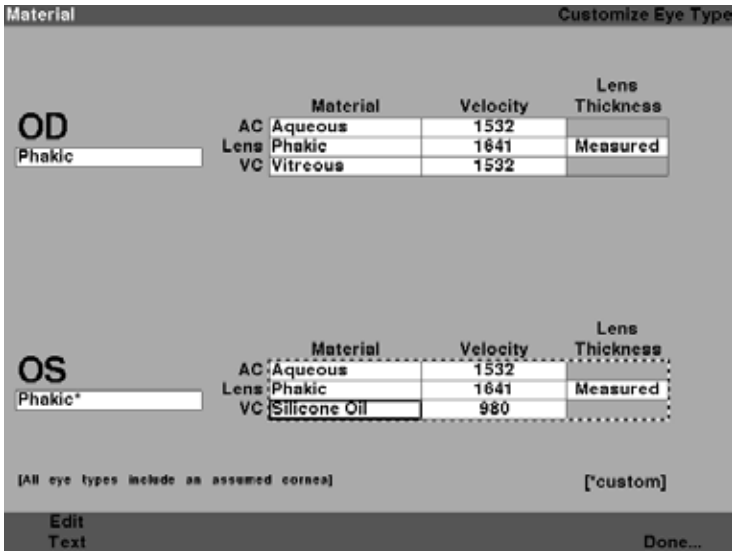 Material Customize Eye Type
Lens
Material Velocity Thickness
OD
AC Aqueous 1532
Phakic
Lens Phakic 1641 Measured
VC Vitreous 1532
Lens
Material Velocity Thickness
OS
AC Aqueous 1532
Phakic*
Lens Phakic 1641 Measured
VC Silicone Oil 980
[All eye types include an assumed cornea] [*custom]
Edit
Text Done...